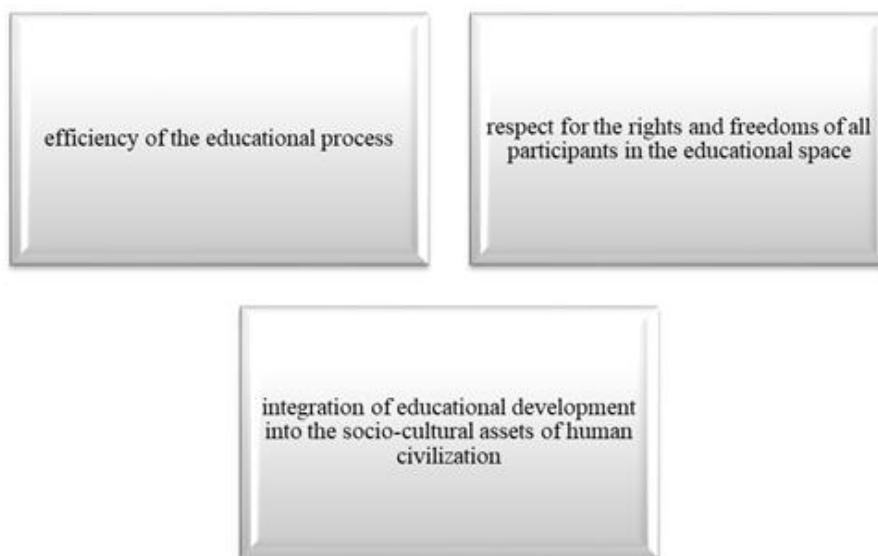 efficiency of the educational process
respect for the rights and freedoms of all
participants in the educational space
integration of educational development
into the socio-cultural assets of human
civilization